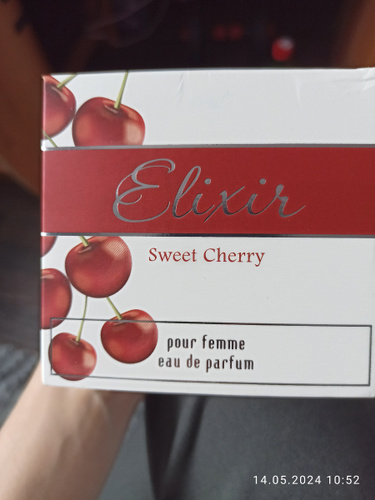 Elixir
Sweet Cherry
pour femme
eau de parfum
14.05.2024 10:52